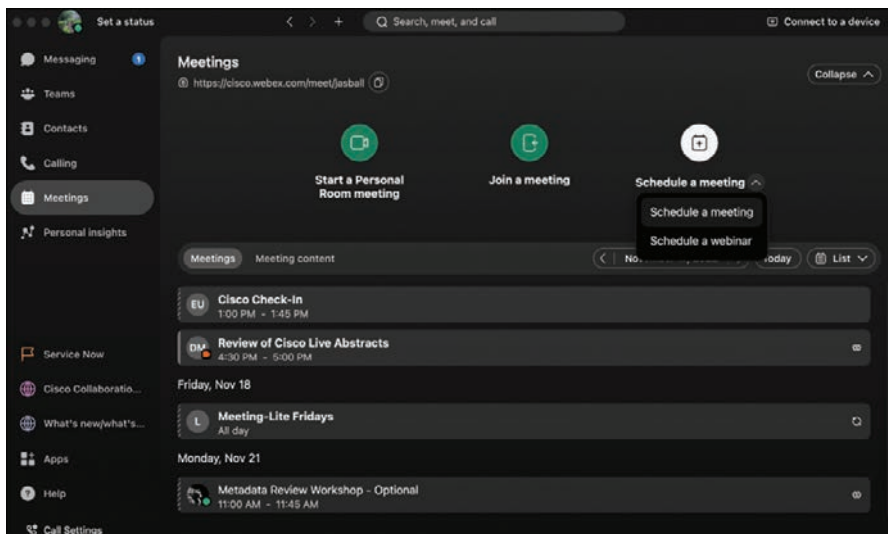 Set a status
Search, meet, and call
Connect to a device
Messaging
1
Teams
Contacts
Calling
Meetings
Personal insights
Service Now
Cisco Collaboratio...
What's new/what's...
Apps
Help
Call Settings
Meetings
https://cisco.webex.com/meet/jasball
Collapse
Start a Personal
Room meeting
Join a meeting
Schedule a meeting
Schedule a meeting
Schedule a webinar
Meetings
Meeting content
Today
List
EU
Cisco Check-In
1:00 PM - 1:45 PM
DM
Review of Cisco Live Abstracts
4:30 PM - 5:00 PM
Friday, Nov 18
L
Meeting-Lite Fridays
All day
Monday, Nov 21
Metadata Review Workshop - Optional
11:00 AM - 11:45 AM